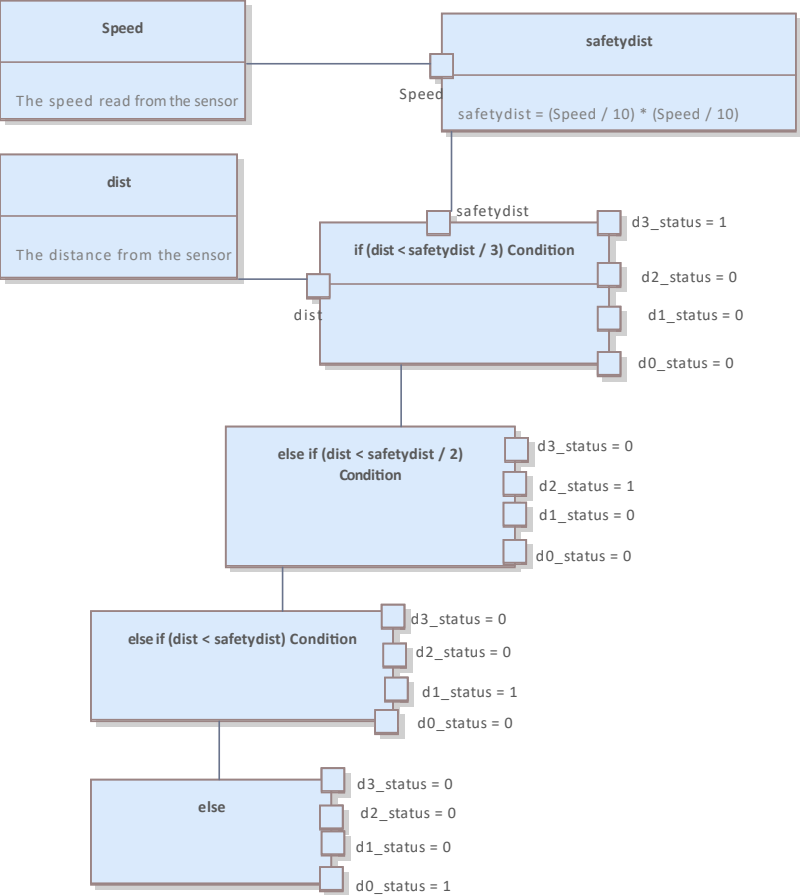 Speed
The speed read from the sensor
safetydist
Speed
safetydist = (Speed / 10) * (Speed / 10)
dist
The distance from the sensor
safetydist
dist
if (dist < safetydist / 3) Condition
d3_status = 1
d2_status = 0
d1_status = 0
d0_status = 0
else if (dist < safetydist / 2)
Condition
d3_status = 0
d2_status = 1
d1_status = 0
d0_status = 0
else if (dist < safetydist) Condition
d3_status = 0
d2_status = 0
d1_status = 1
d0_status = 0
else
d3_status = 0
d2_status = 0
d1_status = 0
d0_status = 1